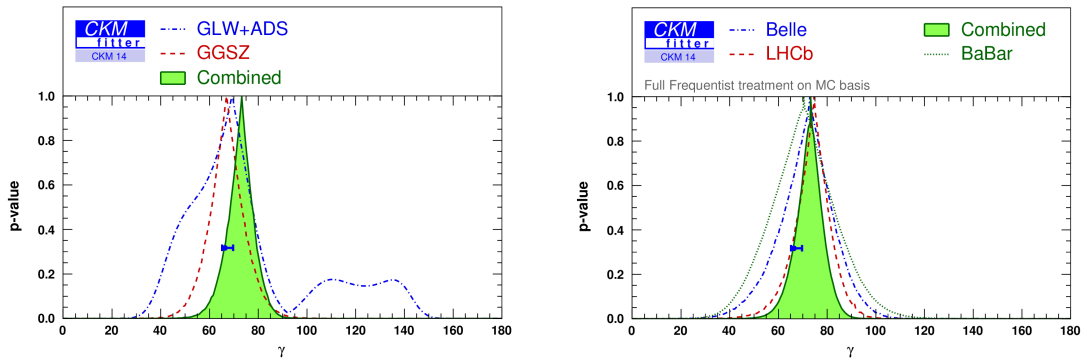 CKM
fitter
CKM 14
GLW+ADS
GGSZ
Combined
p-value
1.0
0.8
0.6
0.4
0.2
0.0
0 20 40 60 80 100 120 140 160 180
γ
CKM
fitter
CKM 14
Belle
LHCb
Combined
BaBar
Full Frequentist treatment on MC basis
p-value
1.0
0.8
0.6
0.4
0.2
0.0
0 20 40 60 80 100 120 140 160 180
γ